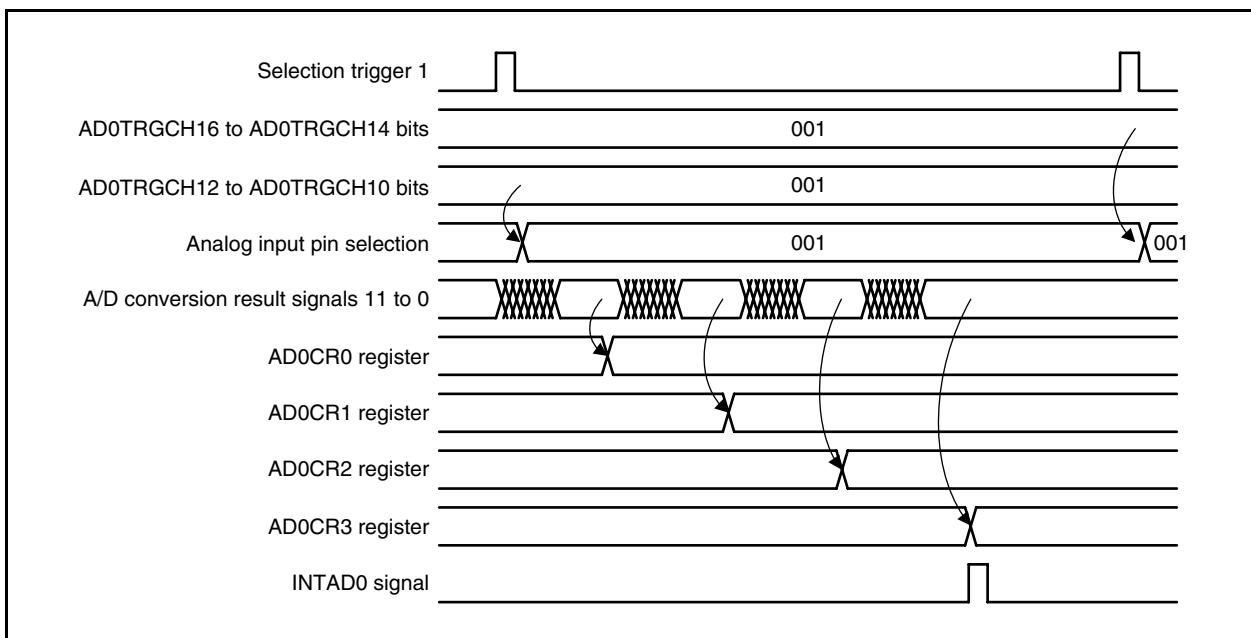 Selection trigger 1
AD0TRGCH16 to AD0TRGCH14 bits
001
AD0TRGCH12 to AD0TRGCH10 bits
001
Analog input pin selection
001
001
A/D conversion result signals 11 to 0
AD0CR0 register
AD0CR1 register
AD0CR2 register
AD0CR3 register
INTAD0 signal